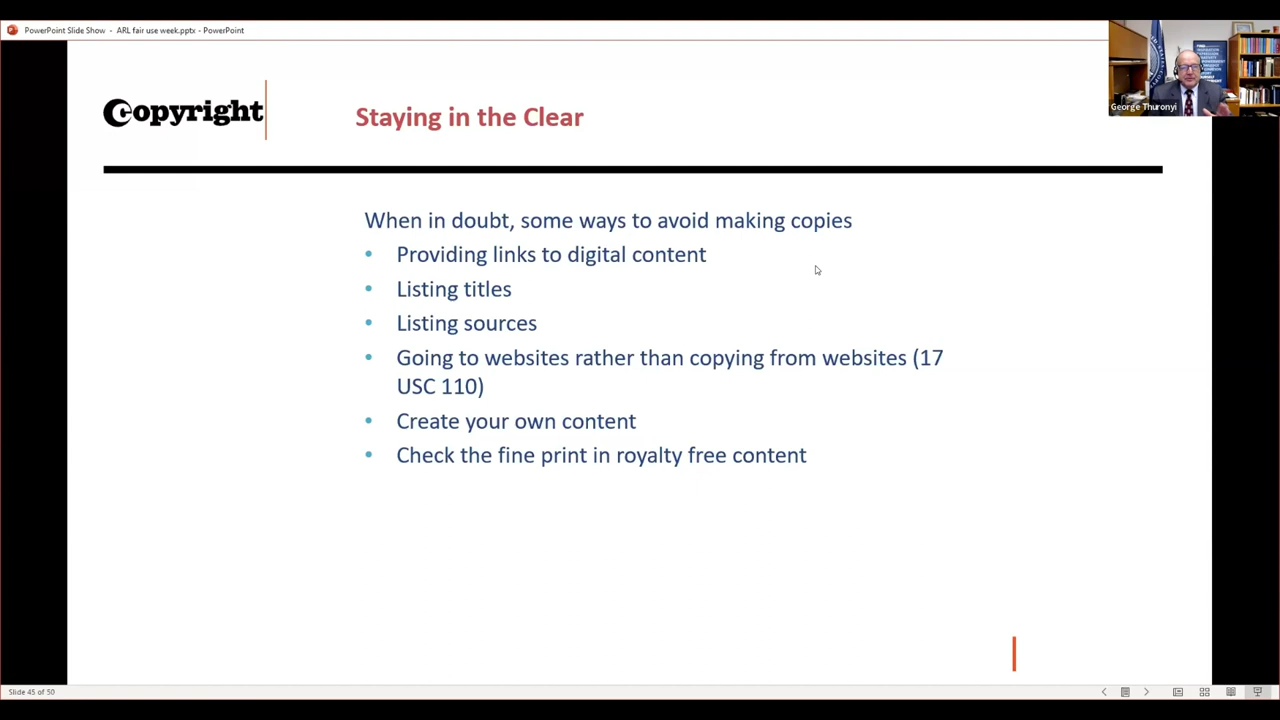 PowerPoint Slide Show - ARL fair use week.pptx - PowerPoint
George Thuronyi
Copyright
Staying in the Clear
When in doubt, some ways to avoid making copies
• Providing links to digital content
• Listing titles
• Listing sources
• Going to websites rather than copying from websites (17
USC 110)
• Create your own content
• Check the fine print in royalty free content
Slide 45 of 50